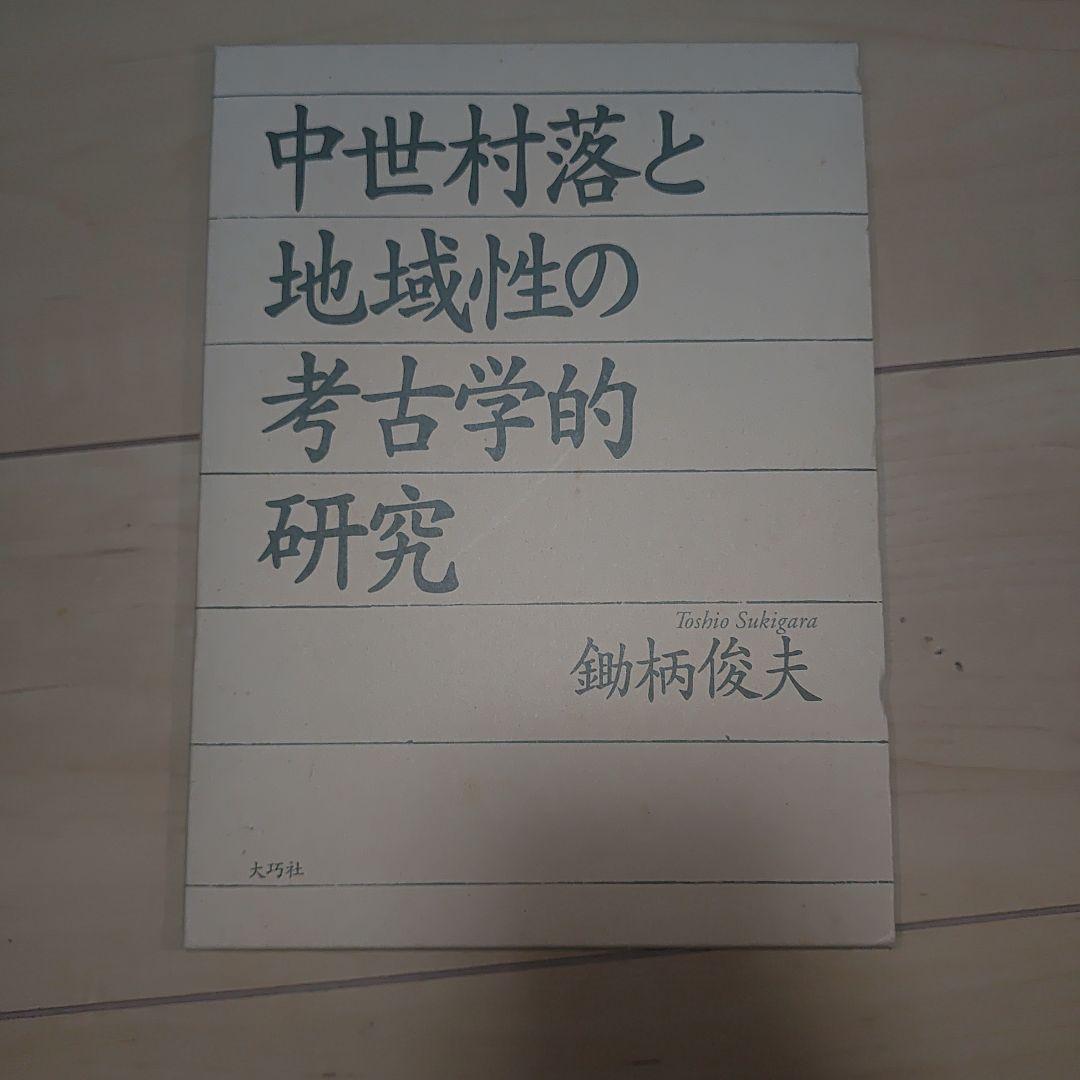 中世村落と
地域性の
考古学的
研究
Toshio Sukigara
鋤柄俊夫
大巧社